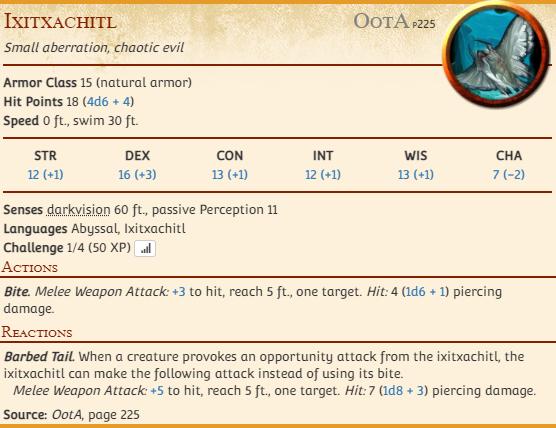 Ixitxachitl OotA p225
Small aberration, chaotic evil
Armor Class 15 (natural armor)
Hit Points 18 (4d6 + 4)
Speed 0 ft., swim 30 ft.
STR DEX CON INT WIS CHA
12 (+1) 16 (+3) 13 (+1) 12 (+1) 13 (+1) 7 (−2)
Senses darkvision 60 ft., passive Perception 11
Languages Abyssal, Ixitxachitl
Challenge 1/4 (50 XP)
Actions
Bite. Melee Weapon Attack: +3 to hit, reach 5 ft., one target. Hit: 4 (1d6 + 1) piercing
damage.
Reactions
Barbed Tail. When a creature provokes an opportunity attack from the ixitxachitl, the
ixitxachitl can make the following attack instead of using its bite.
Melee Weapon Attack: +5 to hit, reach 5 ft., one target. Hit: 7 (1d8 + 3) piercing damage.
Source: OotA, page 225